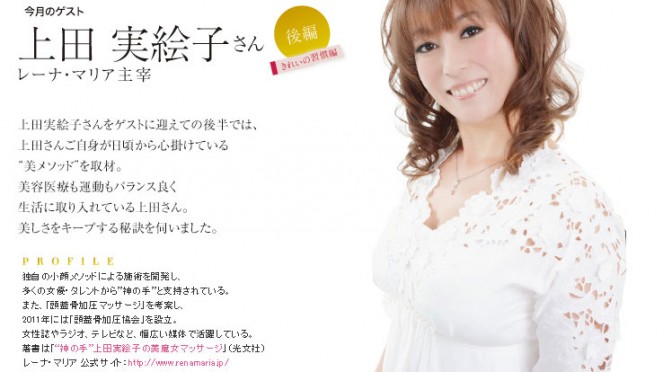 今月のゲスト
上田 実絵子さん
後編
きれいの習慣編
レーナ・マリア主宰
上田実絵子さんをゲストに迎えての後半では、
上田さんご自身が日頃から心掛けている
“美メソッド”を取材。
美容医療も運動もバランス良く
生活に取り入れている上田さん。
美しさをキープする秘訣を伺いました。
PROFILE
独自の小顔メソッドによる施術を開発し、
多くの女優・タレントから“神の手”と支持されている。
また、「頭蓋骨加圧マッサージ」を考案し、
2011年には「頭蓋骨加圧協会」を設立。
女性誌やラジオ、テレビなど、幅広い媒体で活躍している。
著書は「“神の手”上田実絵子の美魔女マッサージ」(光文社)
レーナ・マリア 公式サイト:http://www.renamaria.jp/